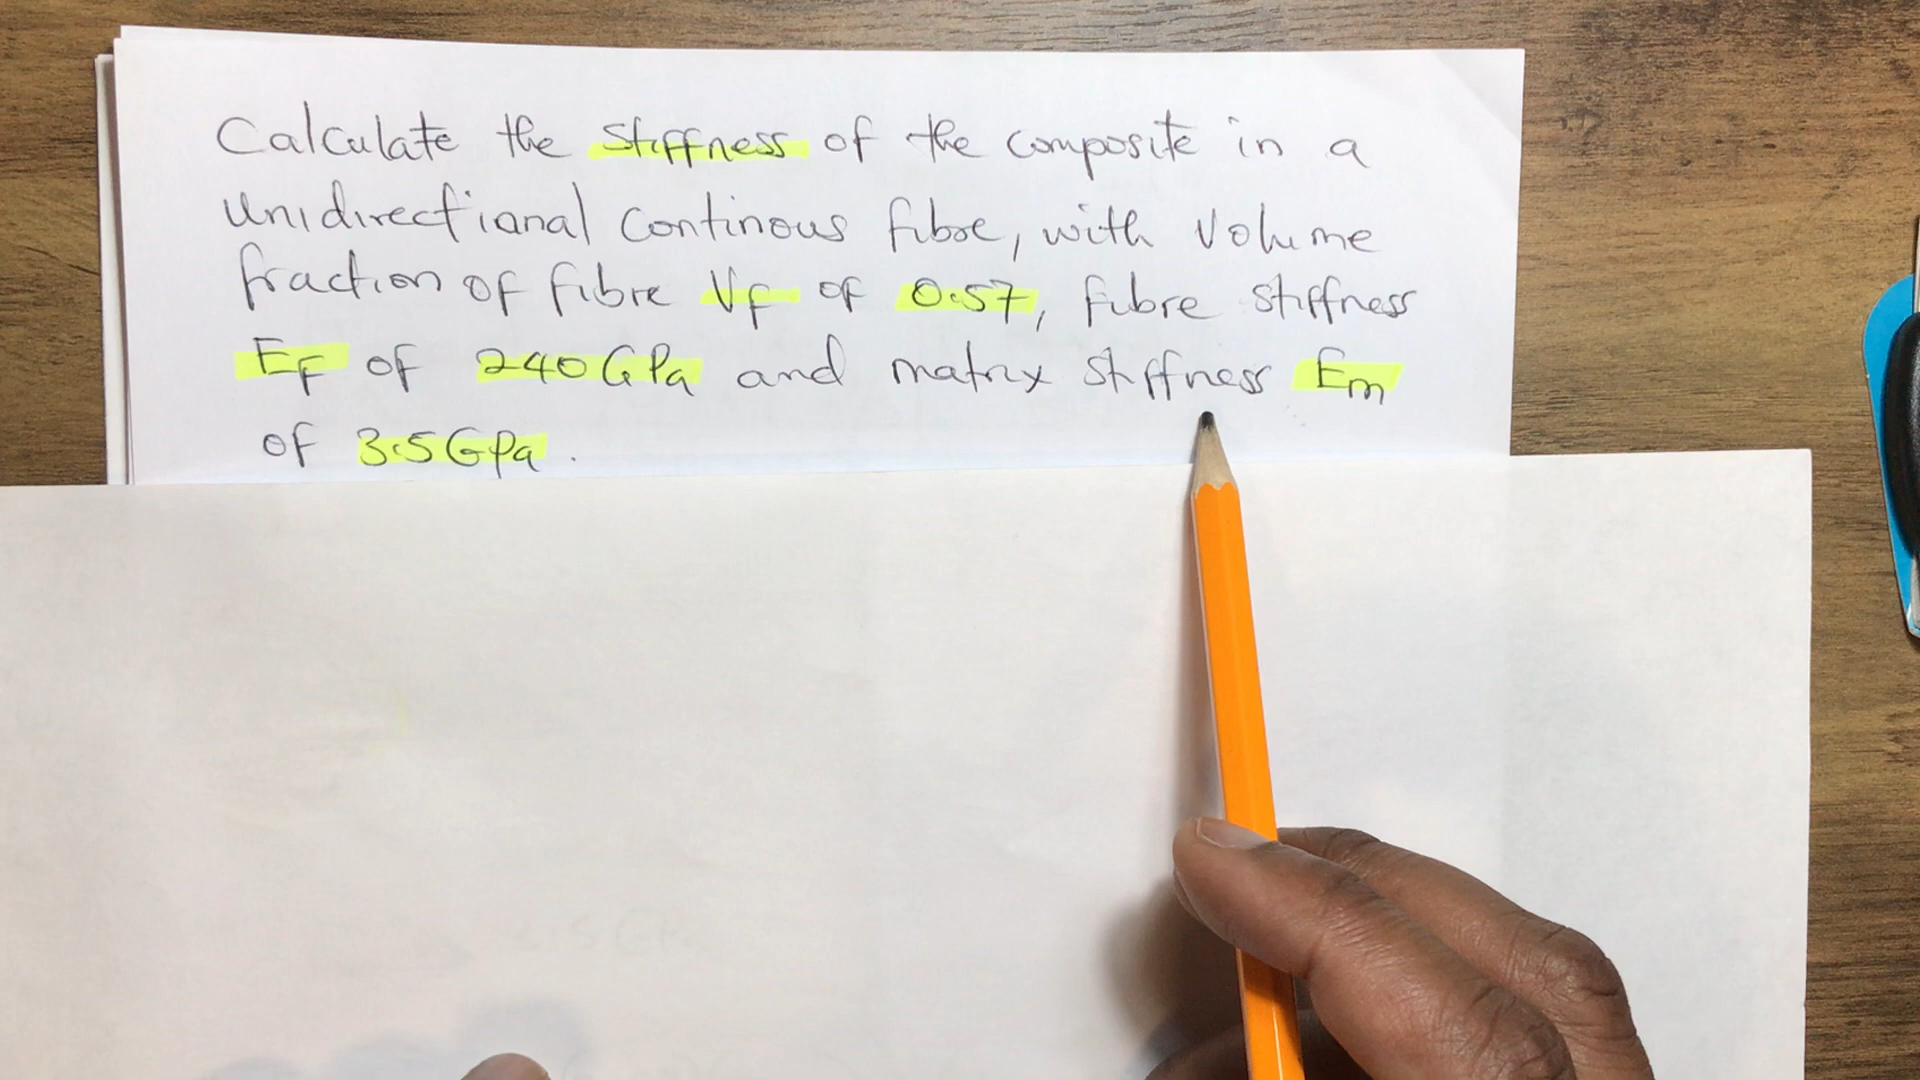 Calculate the Stiffness of the composite in a
Unidirectional Continous fibre, with Volume
fraction of fibre Vf of 0.57, fibre stiffness
Ef of 240GPa and matrix stiffness Em
of 3.5GPa.